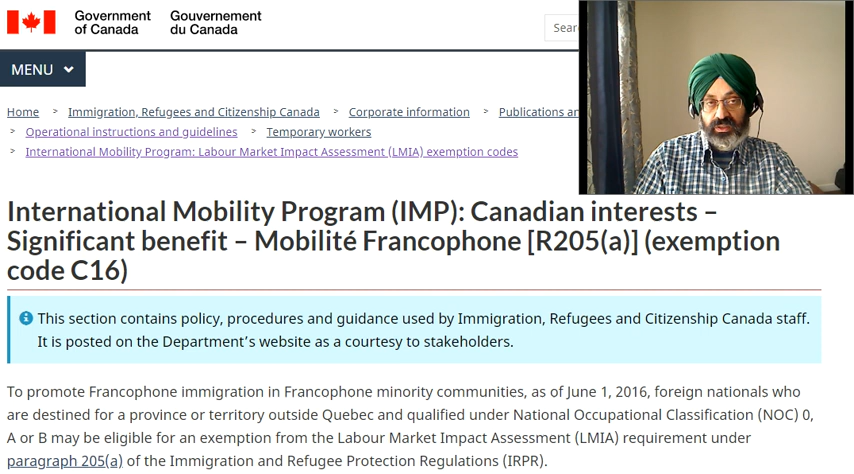 Government of Canada
Gouvernement du Canada
MENU
Home > Immigration, Refugees and Citizenship Canada > Corporate information > Publications
> Operational instructions and guidelines > Temporary workers
> International Mobility Program: Labour Market Impact Assessment (LMIA) exemption codes
International Mobility Program (IMP): Canadian interests –
Significant benefit – Mobilité Francophone [R205(a)] (exemption
code C16)
This section contains policy, procedures and guidance used by Immigration, Refugees and Citizenship Canada staff.
It is posted on the Department's website as a courtesy to stakeholders.
To promote Francophone immigration in Francophone minority communities, as of June 1, 2016, foreign nationals who
are destined for a province or territory outside Quebec and qualified under National Occupational Classification (NOC) 0,
A or B may be eligible for an exemption from the Labour Market Impact Assessment (LMIA) requirement under
paragraph 205(a) of the Immigration and Refugee Protection Regulations (IRPR).